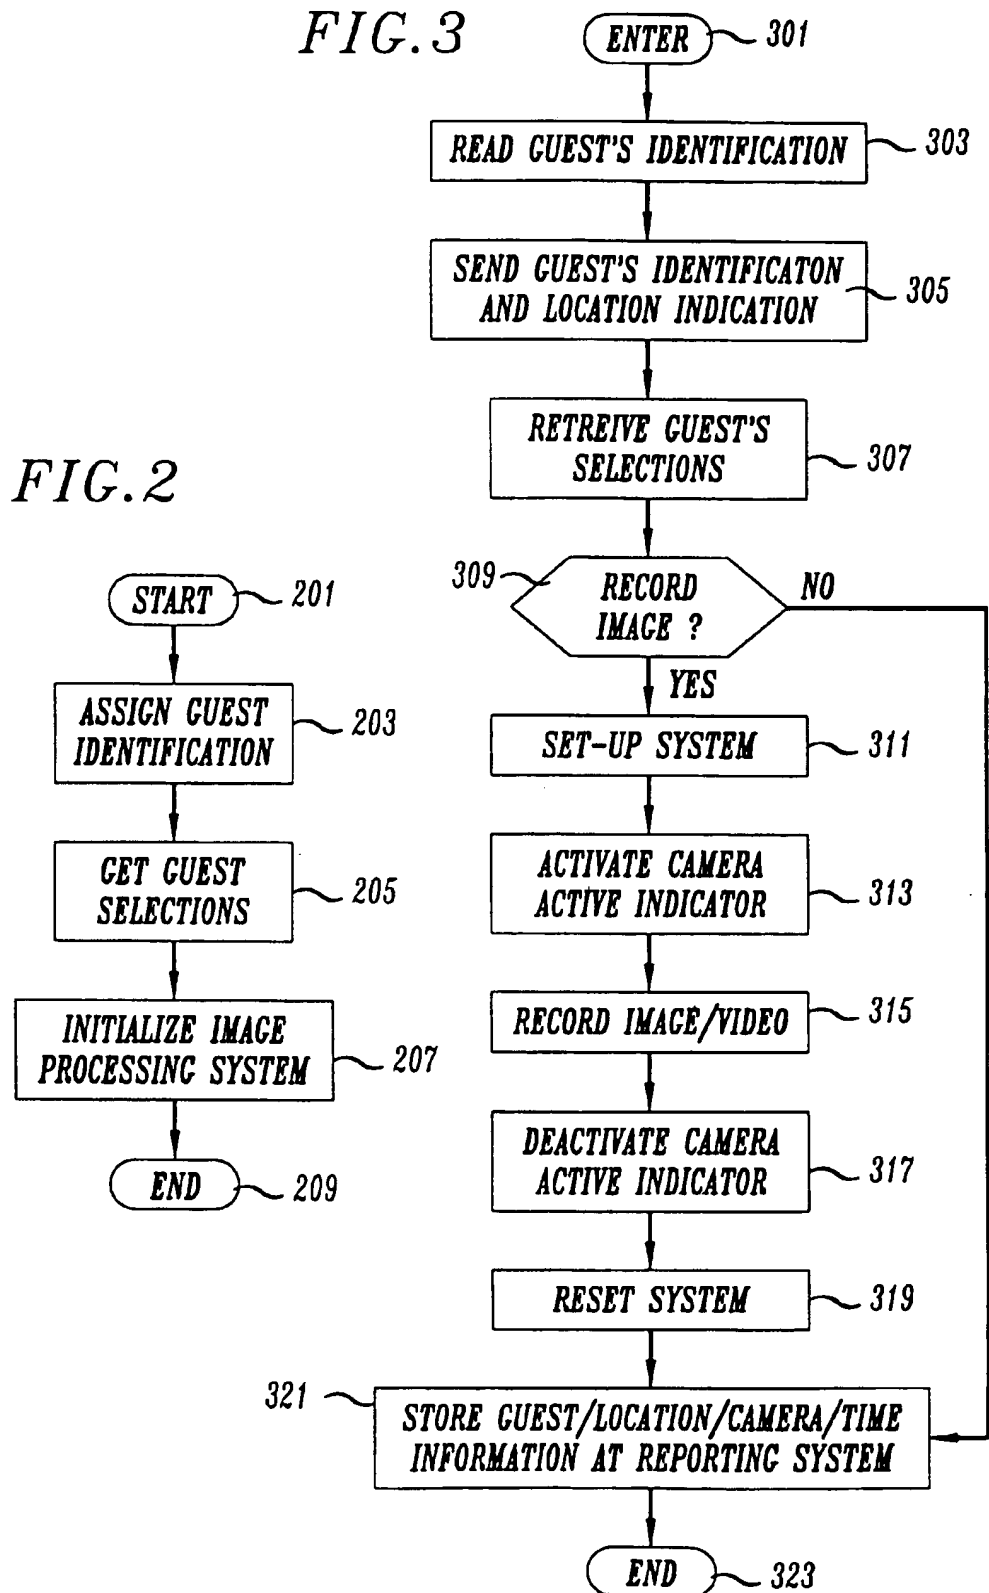 FIG.3
ENTER
301
READ GUEST'S IDENTIFICATION
303
SEND GUEST'S IDENTIFICATON
AND LOCATION INDICATION
305
RETREIVE GUEST'S
SELECTIONS
307
309
RECORD
IMAGE ?
NO
YES
SET-UP SYSTEM
311
ACTIVATE CAMERA
ACTIVE INDICATOR
313
RECORD IMAGE/VIDEO
315
DEACTIVATE CAMERA
ACTIVE INDICATOR
317
RESET SYSTEM
319
321
STORE GUEST/LOCATION/CAMERA/TIME
INFORMATION AT REPORTING SYSTEM
END
323
FIG.2
START
201
ASSIGN GUEST
IDENTIFICATION
203
GET GUEST
SELECTIONS
205
INITIALIZE IMAGE
PROCESSING SYSTEM
207
END
209